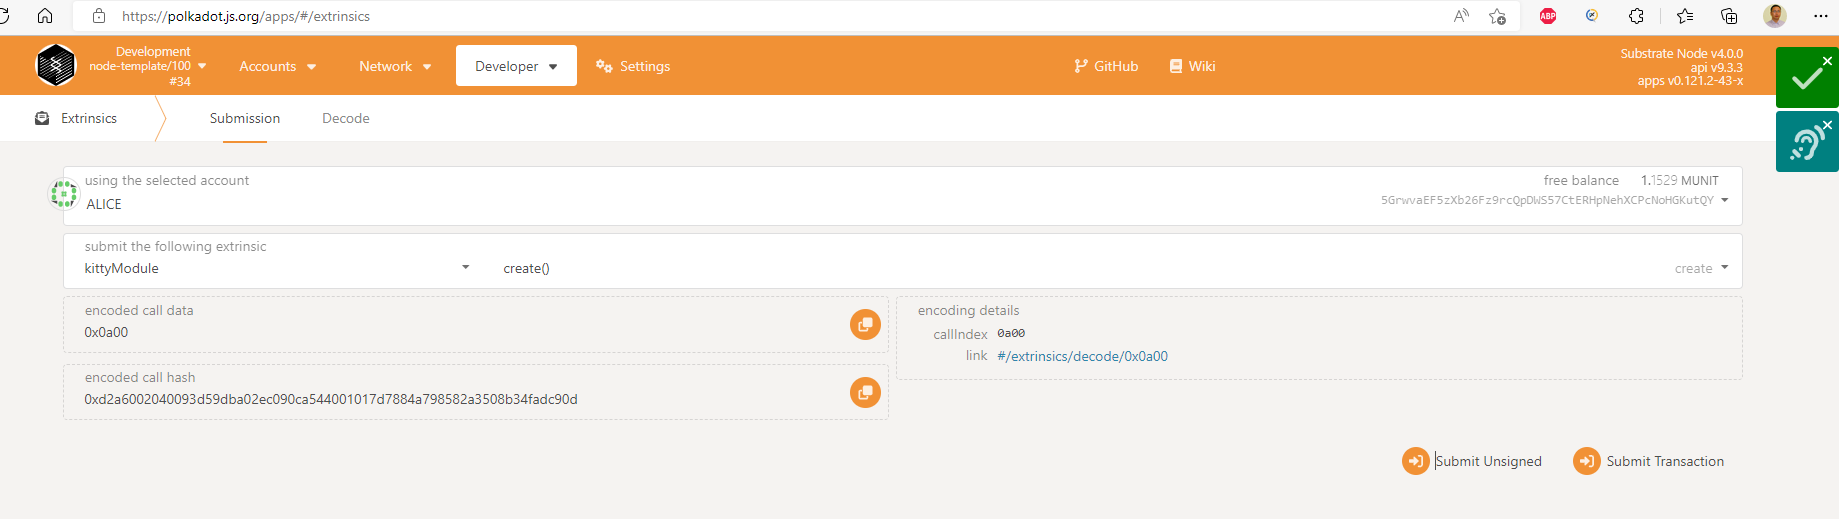 https://polkadot.js.org/apps/#/extrinsics
ABP
Development
node-template/100
#34
Accounts
Network
Developer
Settings
GitHub
Wiki
Substrate Node v4.0.0
api v9.3.3
apps v0.121.2-43-x
Extrinsics
Submission
Decode
using the selected account
ALICE
free balance 1.1529 MUNIT
5GrwvaEF5zXb26Fz9rcQpDWS57CtERHpNehXCPcNoHGKutQY
submit the following extrinsic
kittyModule
create()
create
encoded call data
0x0a00
encoding details
callIndex 0a00
link #/extrinsics/decode/0x0a00
encoded call hash
0xd2a6002040093d59dba02ec090ca544001017d7884a798582a3508b34fadc90d
Submit Unsigned
Submit Transaction